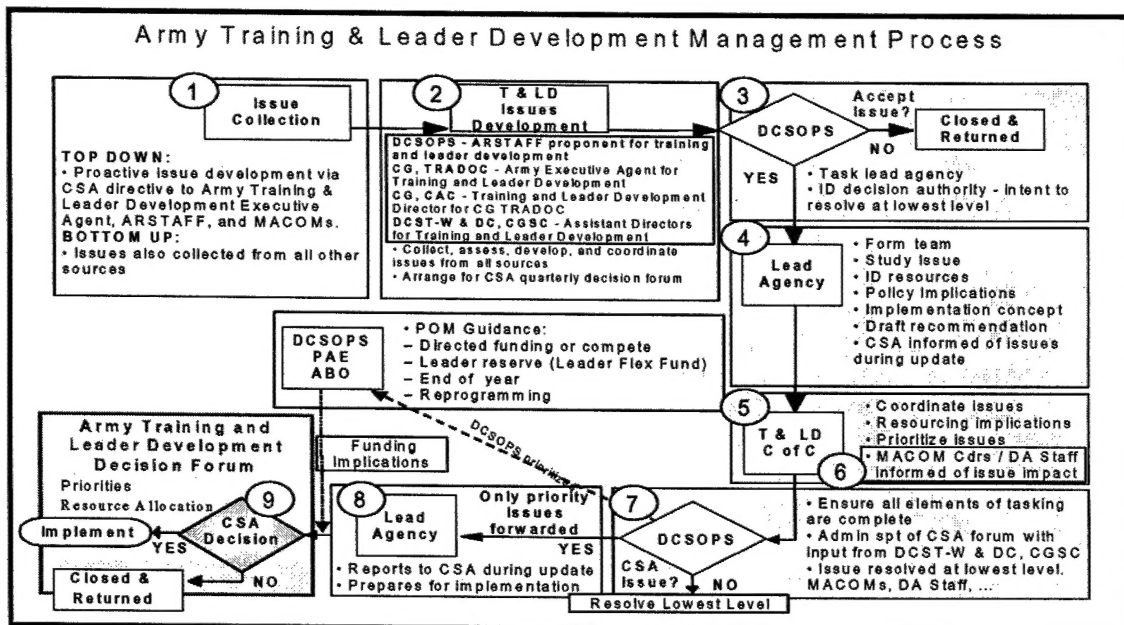 Army Training & Leader Development Management Process
1
Issue
Collection
TOP DOWN:
• Proactive issue development via
CSA directive to Army Training &
Leader Development Executive
Agent, ARSTAFF, and MACOMs.
BOTTOM UP:
• Issues also collected from all other
sources
2
T & LD
Issues
Development
DCSOPS - ARSTAFF proponent for training
and leader development
CG, TRADOC - Army Executive Agent for
Training and Leader Development
CG, CAC - Training and Leader Development
Director for CG TRADOC
DCST-W & DC, CGSC - Assistant Directors
for Training and Leader Development
• Collect, assess, develop, and coordinate
issues from all sources
• Arrange for CSA quarterly decision forum
3
DCSOPS
Accept
Issue?
NO
Closed &
Returned
YES
• Task lead agency
• ID decision authority - intent to
resolve at lowest level
4
Lead
Agency
• Form team
• Study Issue
• ID resources
• Policy Implications
• Implementation concept
• Draft recommendation
• CSA informed of issues
during update
5
T & LD
C of C
• Coordinate issues
• Resourcing implications
• Prioritize issues
6
• MACOM Cdrs / DA Staff
informed of issue impact
7
DCSOPS
CSA
Issue?
YES
NO
Resolve Lowest Level
• Ensure all elements of tasking
are complete
• Admin spt of CSA forum with
input from DCST-W & DC, CGSC
• Issue resolved at lowest level.
MACOMs, DA Staff, ...
DCSOPS
PAE
ABO
• POM Guidance:
– Directed funding or compete
– Leader reserve (Leader Flex Fund)
– End of year
– Reprogramming
Funding
Implications
8
Lead
Agency
Only priority
issues
forwarded
• Reports to CSA during update
• Prepares for implementation
Army Training and
Leader Development
Decision Forum
Priorities
Resource Allocation
9
CSA
Decision
YES
Implement
NO
Closed &
Returned
DCSOPS